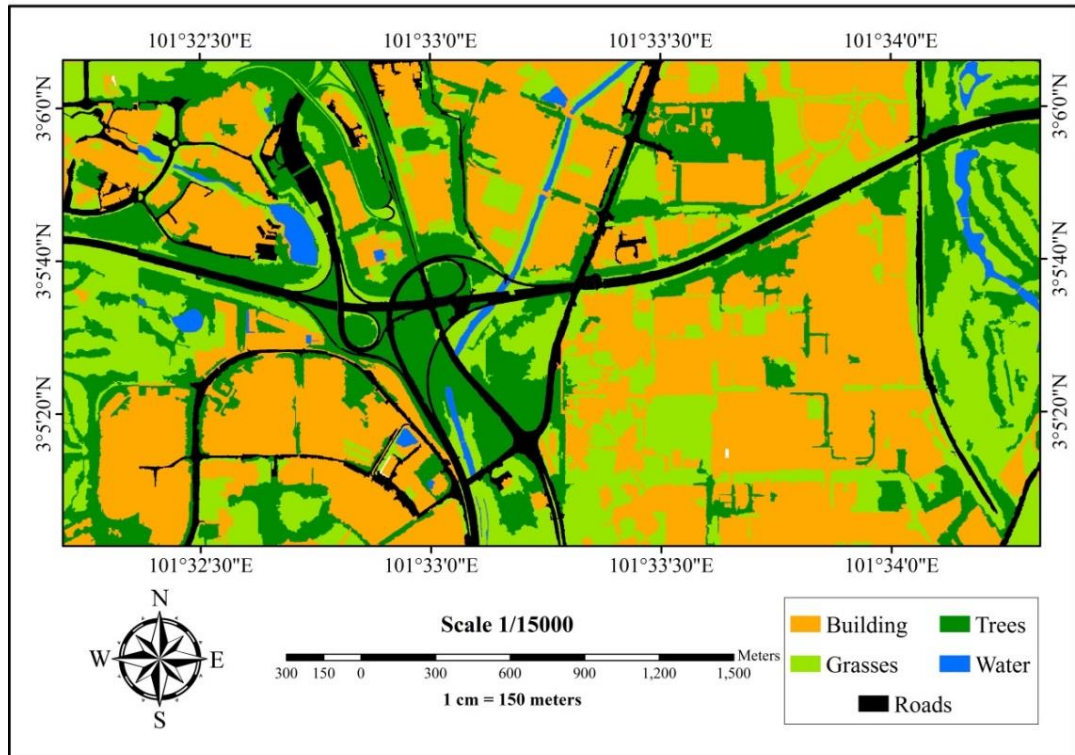 101°32'30"E 101°33'0"E 101°33'30"E 101°34'0"E
3°6'0"N 3°6'0"N
3°5'40"N 3°5'40"N
3°5'20"N 3°5'20"N
101°32'30"E 101°33'0"E 101°33'30"E 101°34'0"E
N
W E
S
Scale 1/15000
Meters
300 150 0 300 600 900 1,200 1,500
1 cm = 150 meters
Building Trees
Grasses Water
Roads